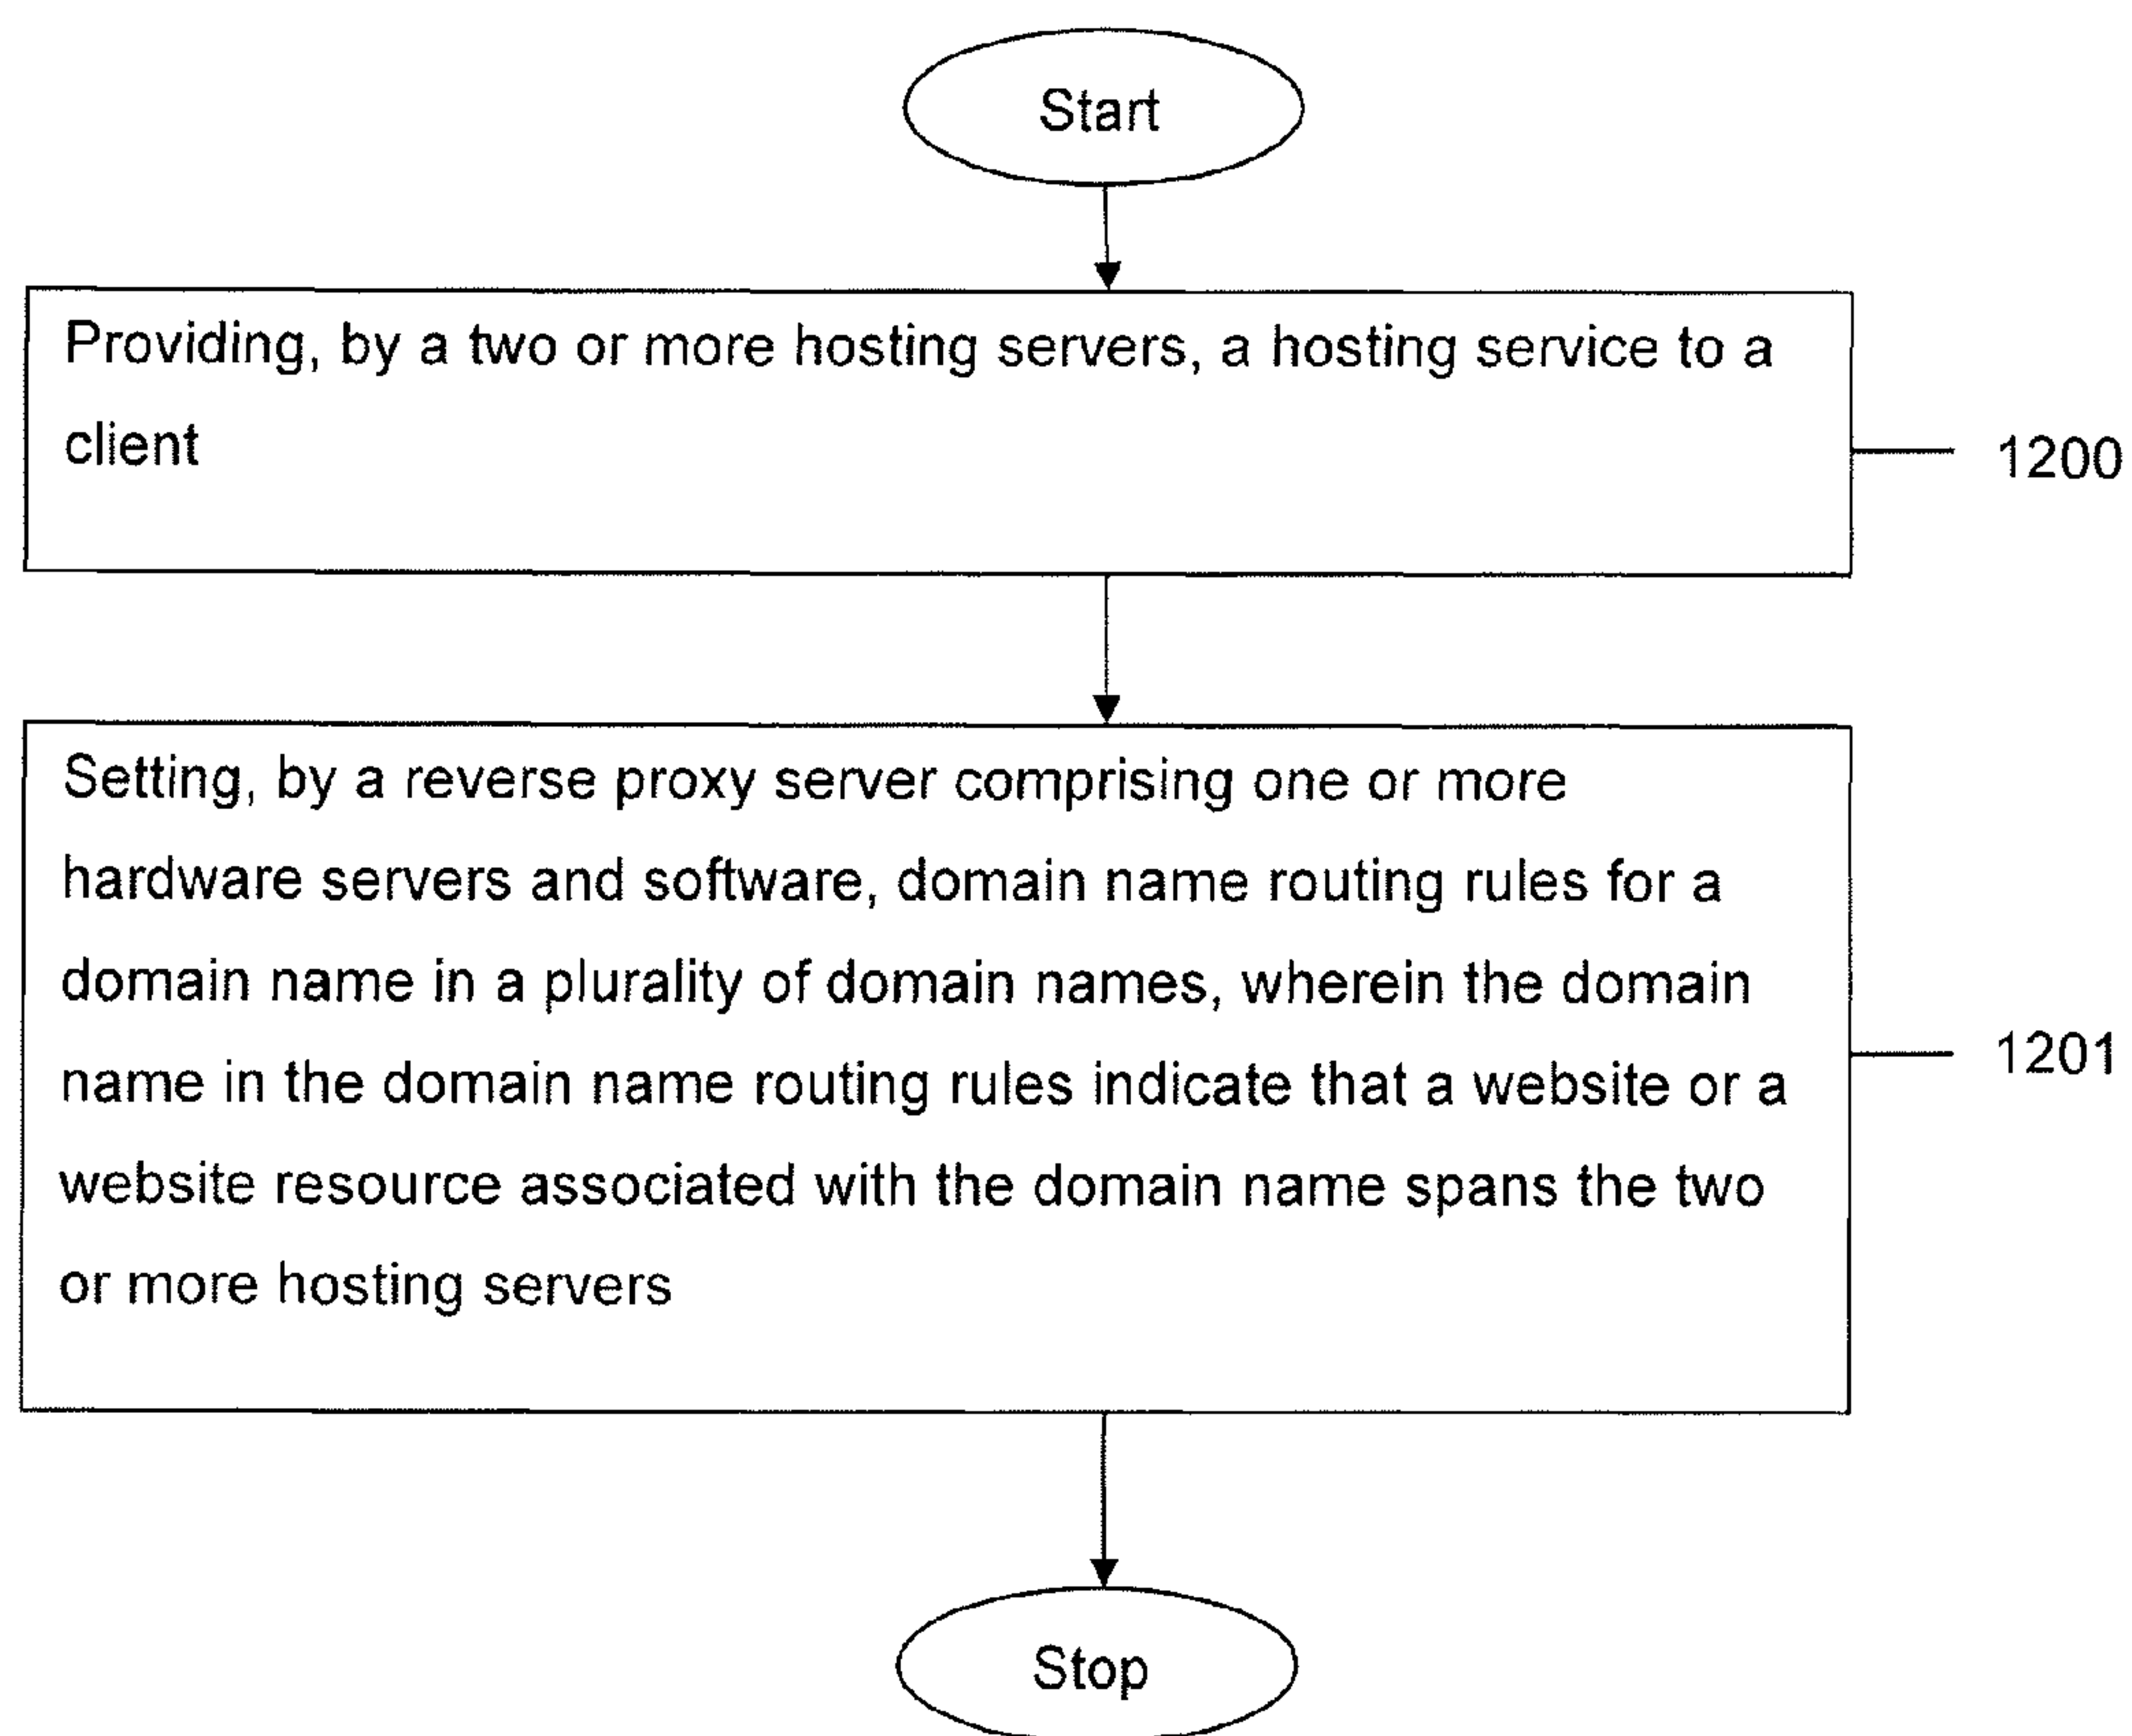 Start
Providing, by a two or more hosting servers, a hosting service to a
client
1200
Setting, by a reverse proxy server comprising one or more
hardware servers and software, domain name routing rules for a
domain name in a plurality of domain names, wherein the domain
name in the domain name routing rules indicate that a website or a
website resource associated with the domain name spans the two
or more hosting servers
1201
Stop